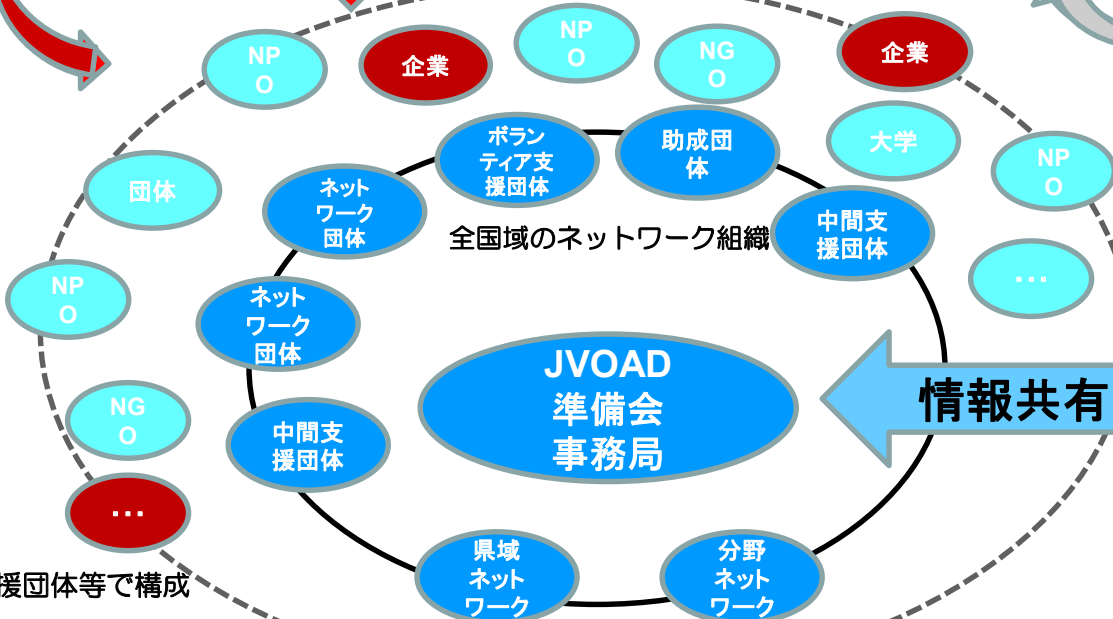 NP
O
企業
NP
O
NG
O
企業
大学
NP
O
団体
ボラン
ティア支
援団体
助成団
体
ネット
ワーク
団体
中間支
援団体
全国域のネットワーク組織
NP
O
ネット
ワーク
団体
…
JVOAD
準備会
事務局
情報共有
NG
O
中間支
援団体
…
県域
ネット
ワーク
分野
ネット
ワーク
援団体等で構成